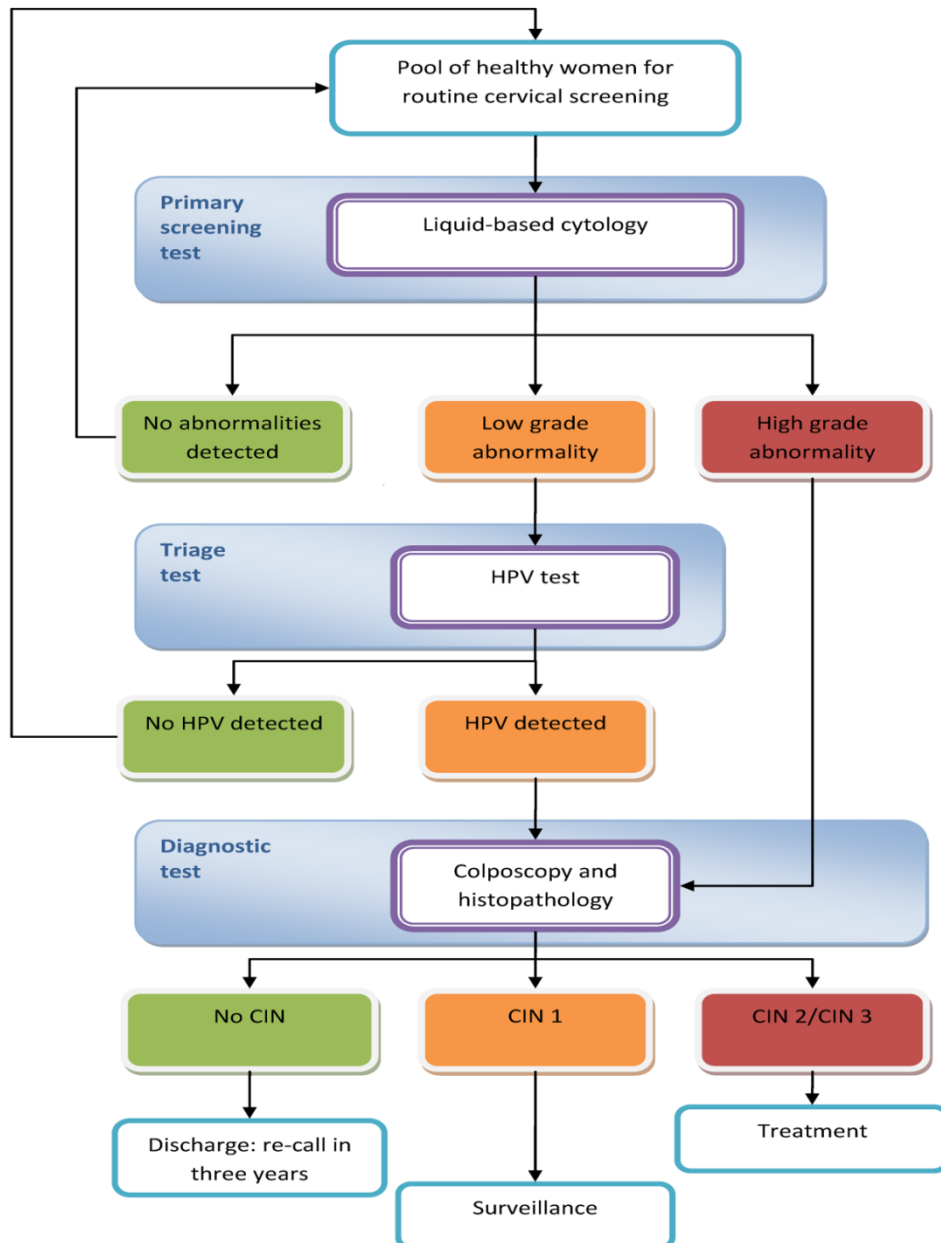 Pool of healthy women for
routine cervical screening
Primary
screening
test
Liquid-based cytology
No abnormalities
detected
Low grade
abnormality
High grade
abnormality
Triage
test
HPV test
No HPV detected
HPV detected
Diagnostic
test
Colposcopy and
histopathology
No CIN
CIN 1
CIN 2/CIN 3
Discharge: re-call in
three years
Surveillance
Treatment